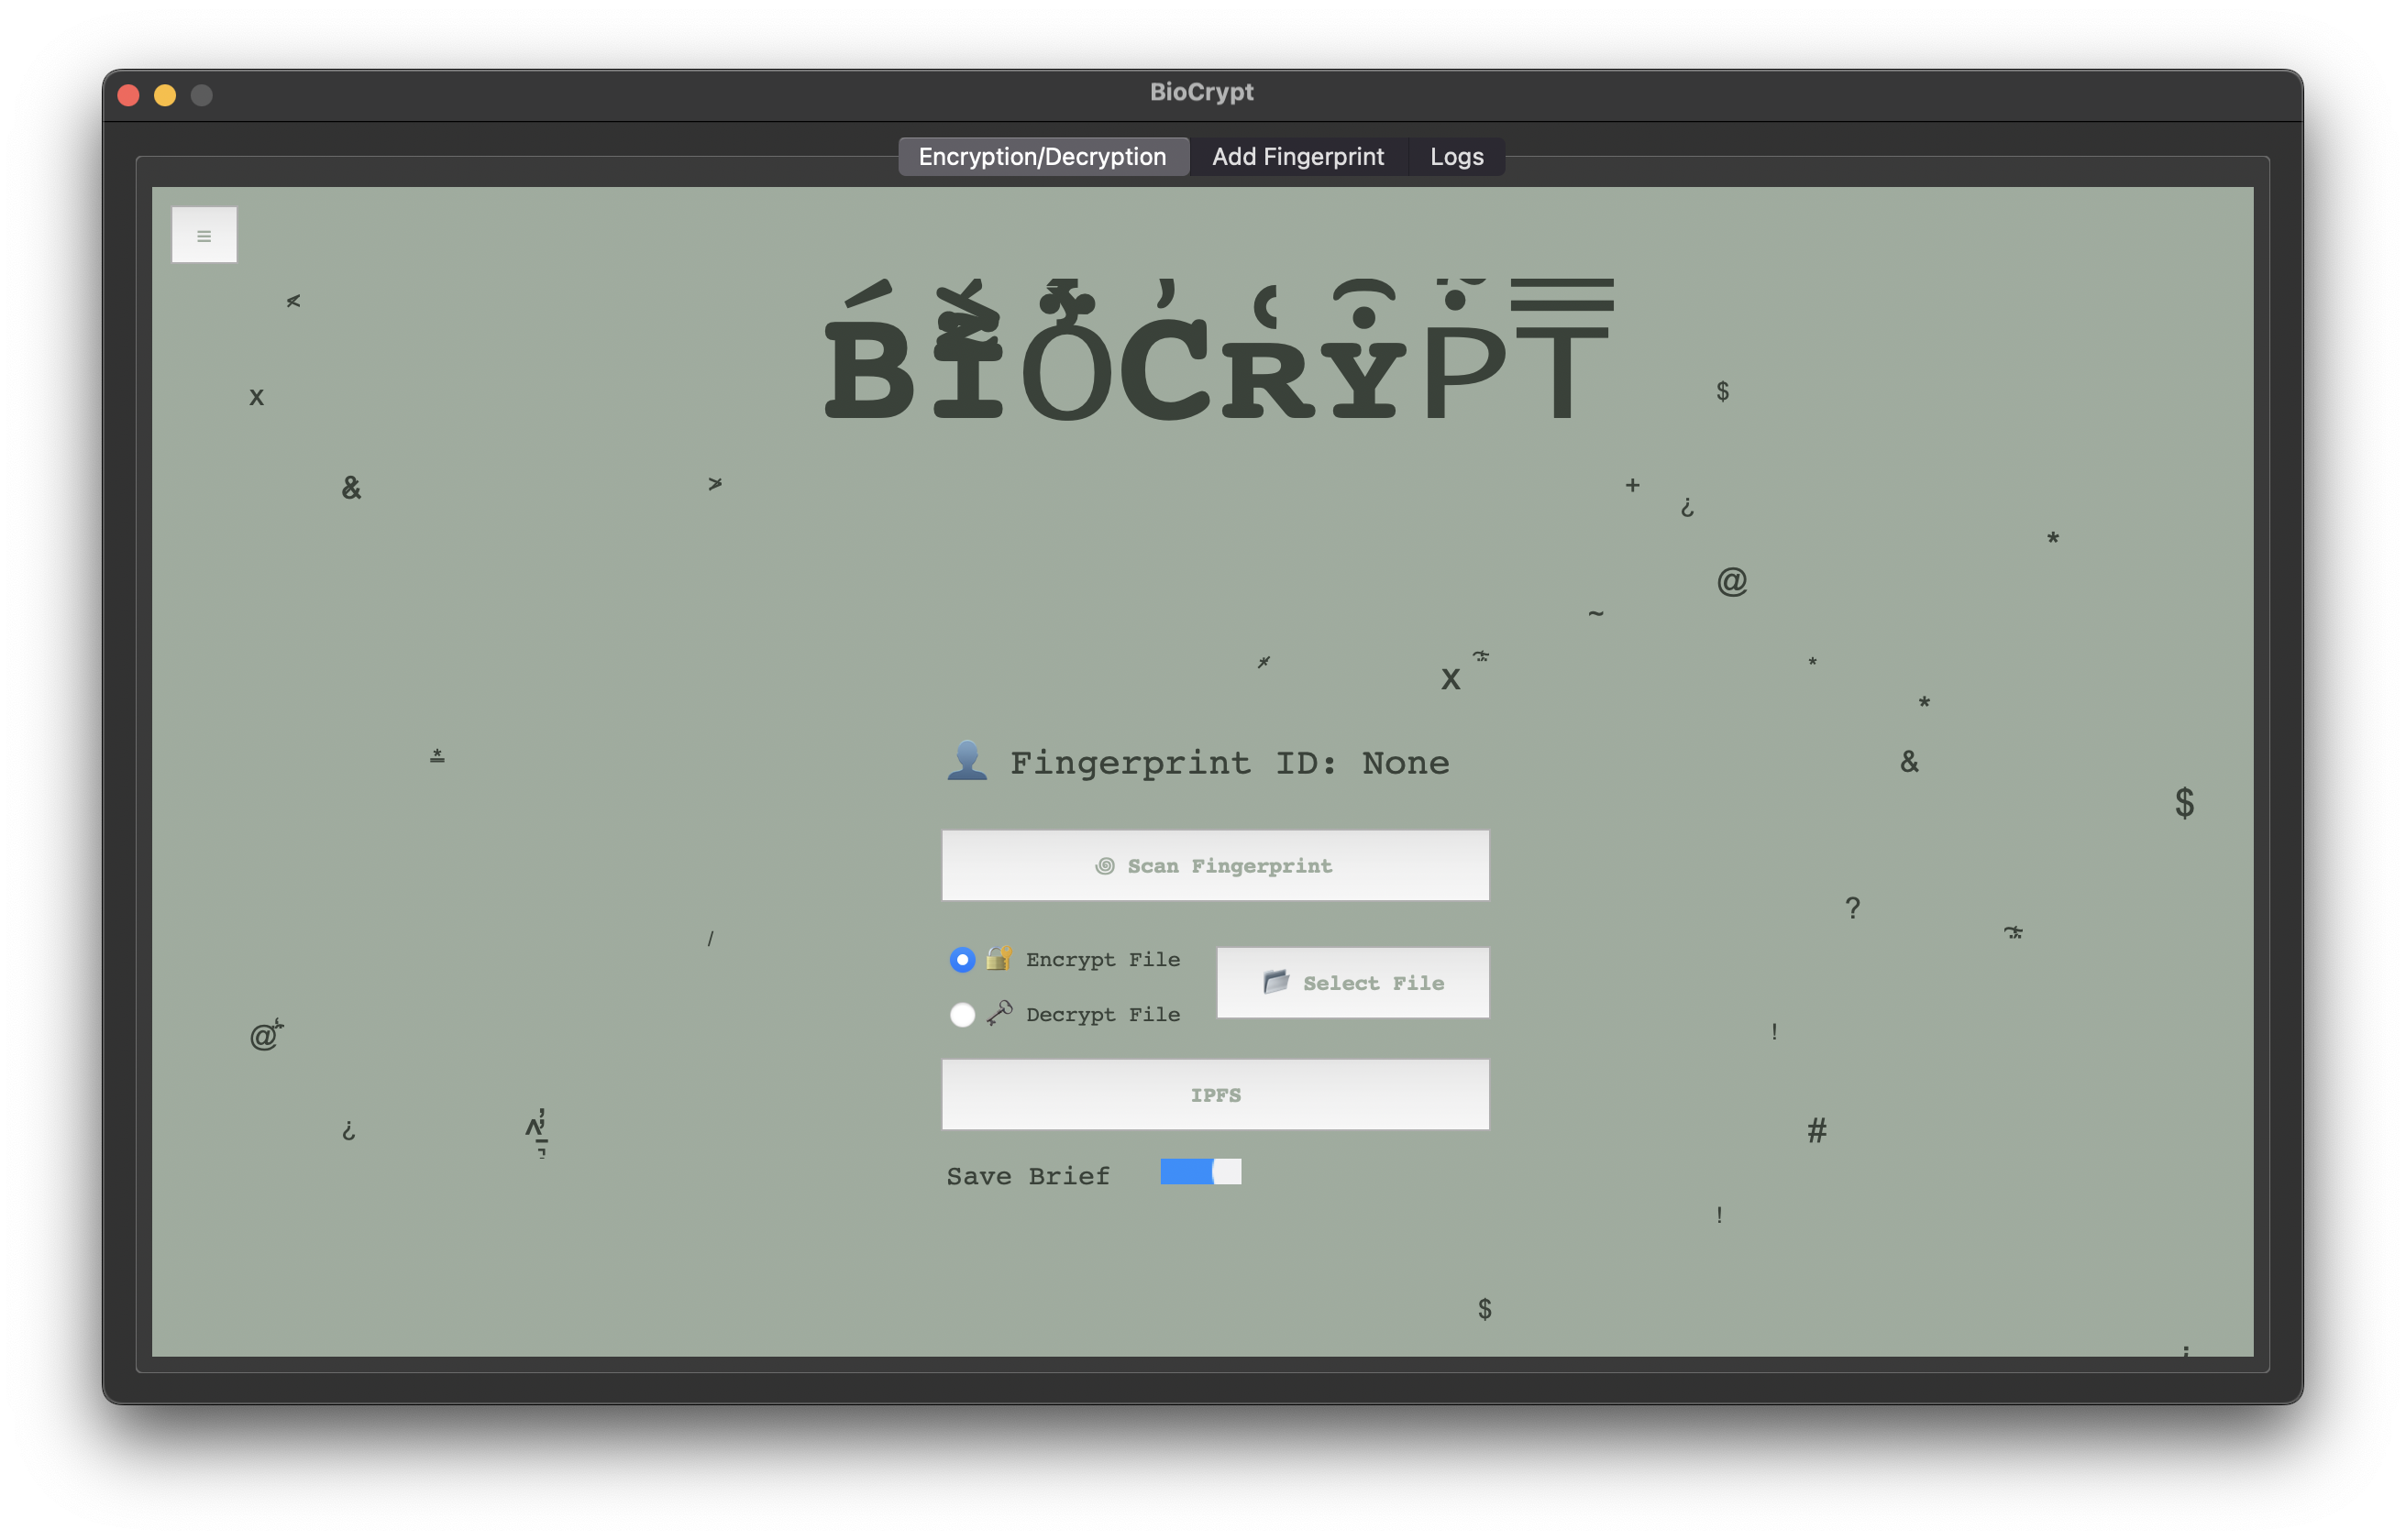 BioCrypt
Encryption/Decryption Add Fingerprint Logs
≡
BIOCRYPT
x
$
&
+
¿
*
@
~
x
*
*
&
👤 Fingerprint ID: None
$
Scan Fingerprint
?
/
🔐 Encrypt File
📂 Select File
🗝 Decrypt File
@
!
IPFS
¿
^
#
Save Brief
!
$